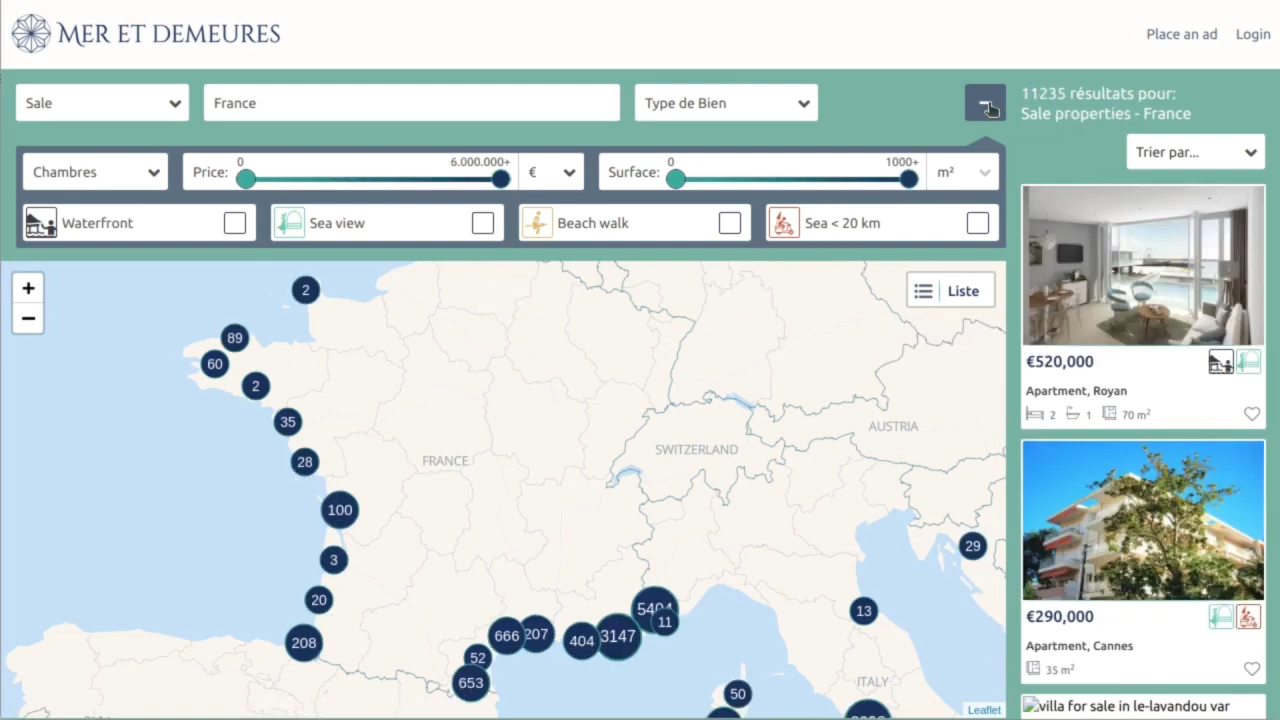 MER ET DEMEURES
Place an ad
Login
Sale
France
Type de Bien
11235 résultats pour:
Sale properties - France
Trier par...
Chambres
Price:
0
6.000.000+
€
Surface:
0
1000+
m²
Waterfront
Sea view
Beach walk
Sea < 20 km
+
−
Liste
2
89
60
2
35
28
100
3
20
208
52
653
666
207
404
3147
11
50
13
29
FRANCE
SWITZERLAND
AUSTRIA
ITALY
Leaflet
€520,000
Apartment, Royan
2 1 70 m²
€290,000
Apartment, Cannes
35 m²
villa for sale in le-lavandou var